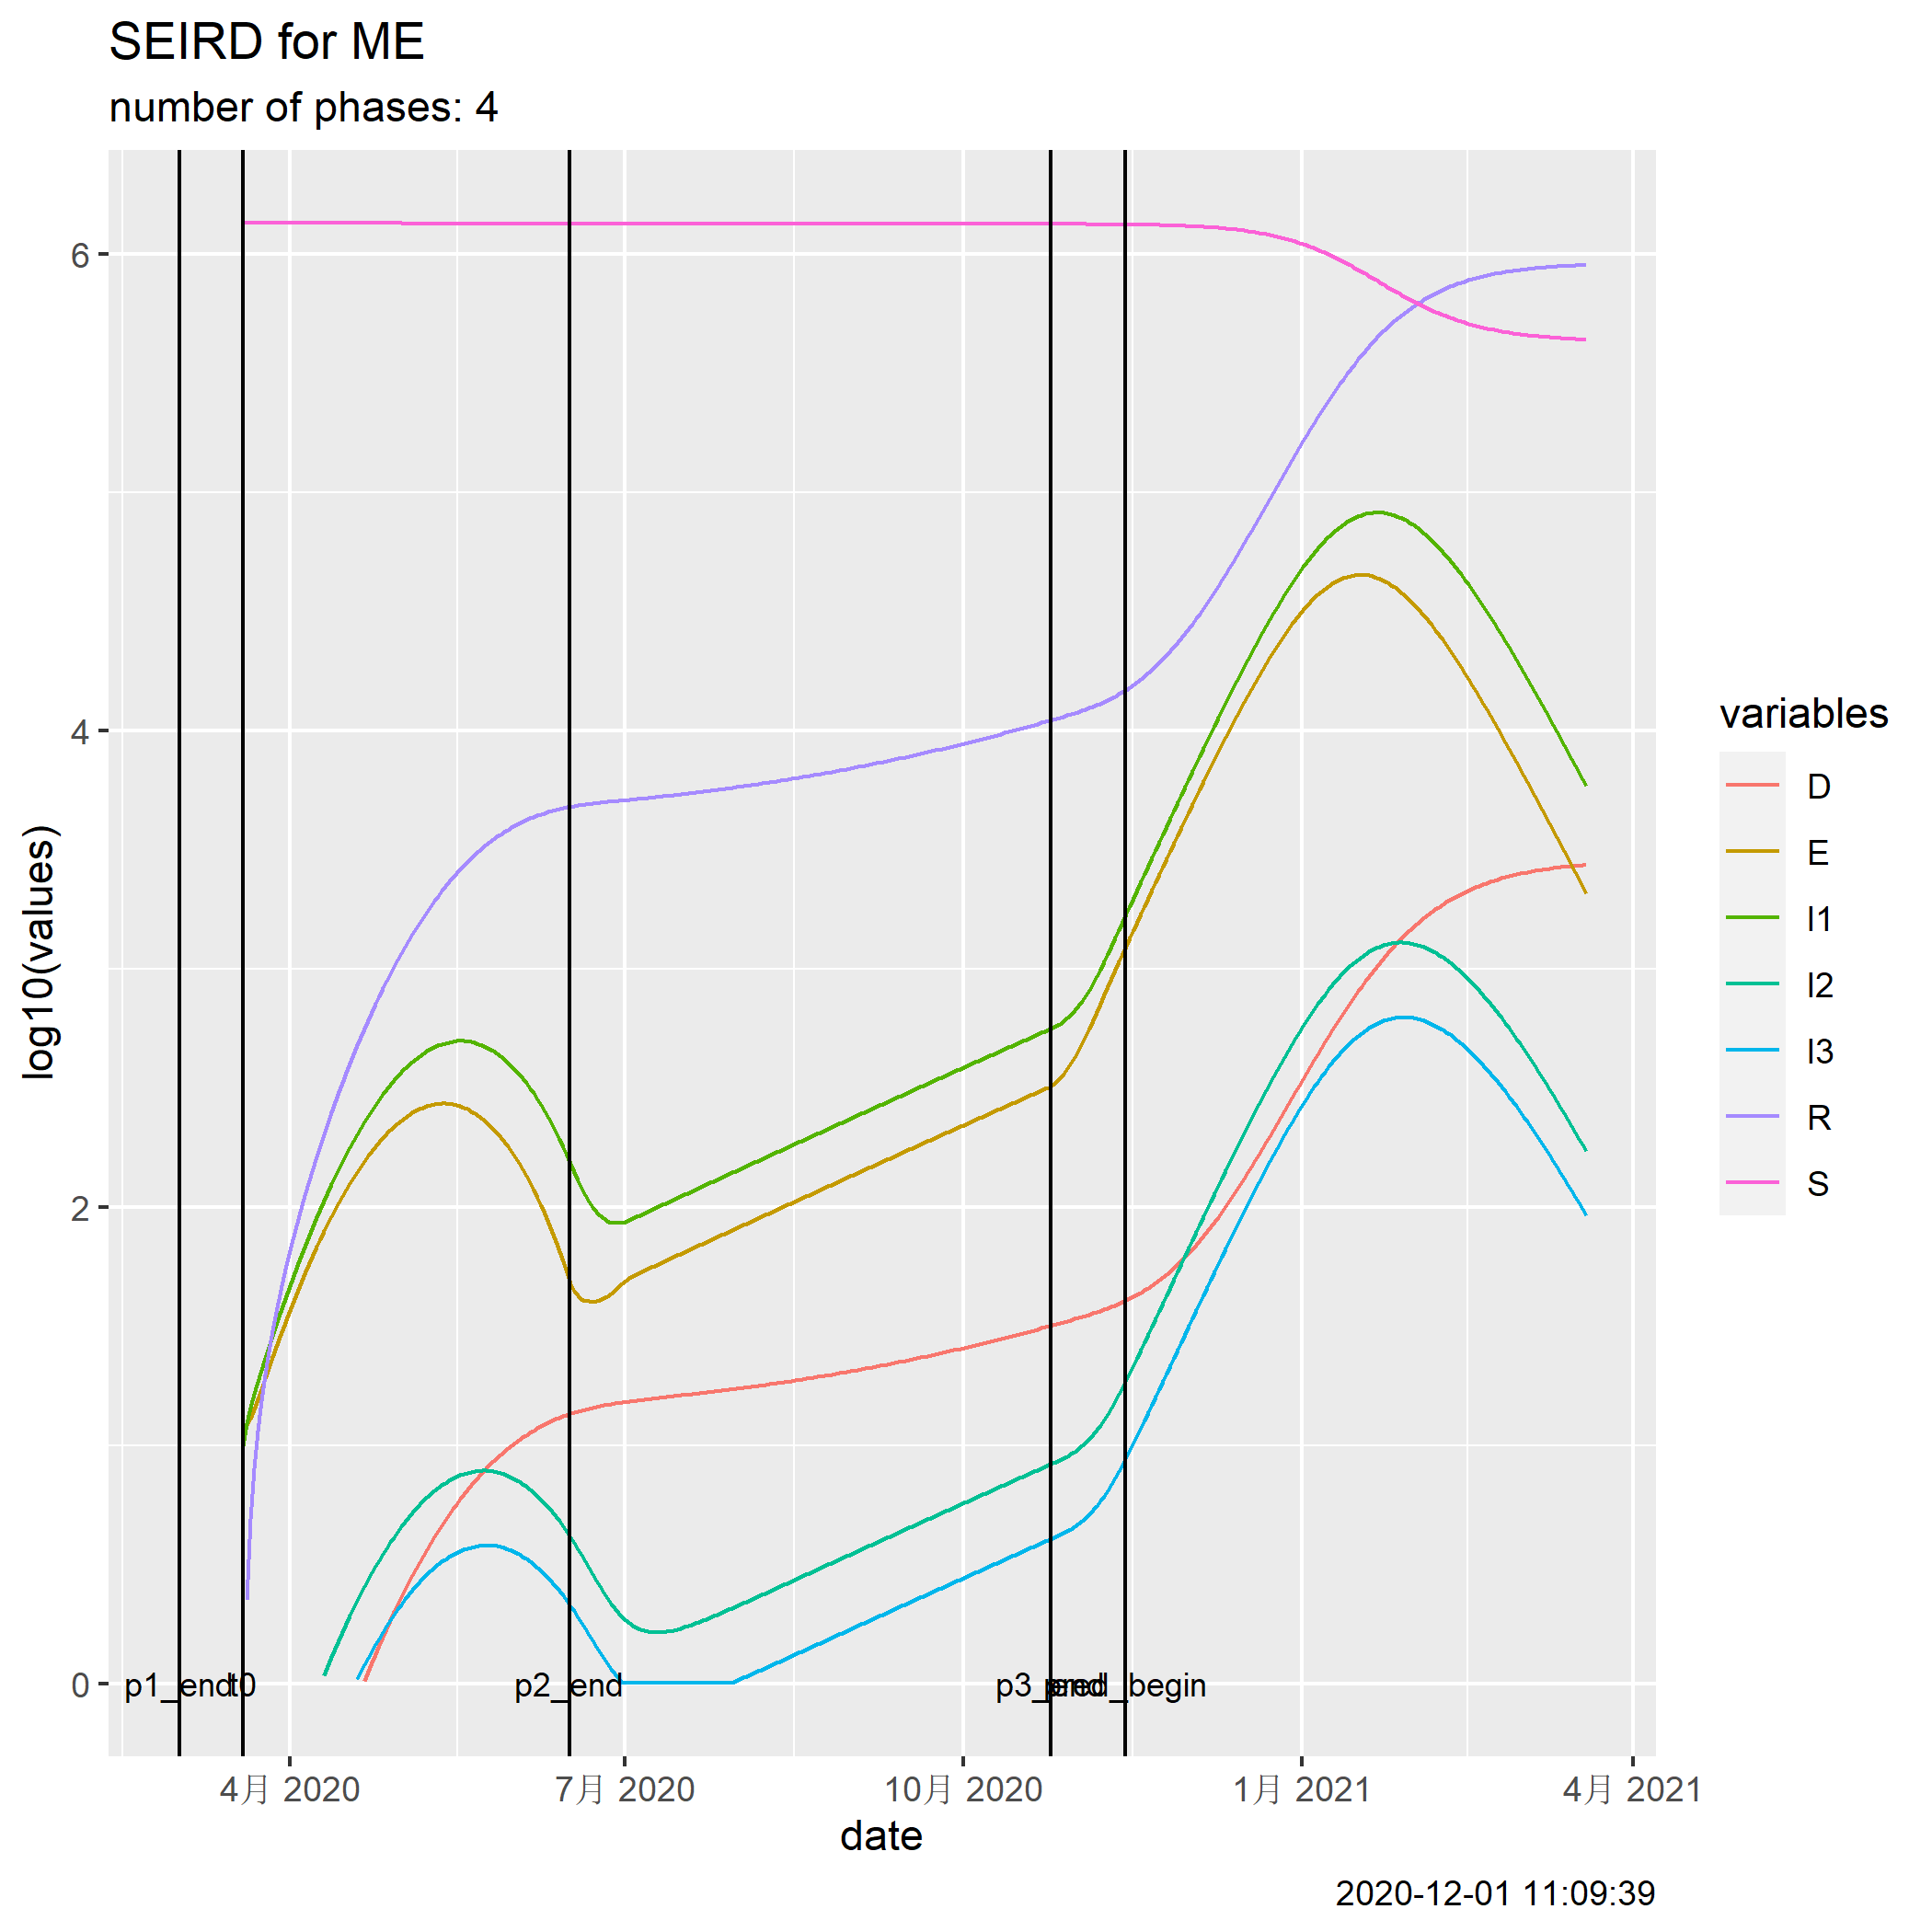 SEIRD for ME
number of phases: 4
log10(values)
6
4
2
0
p1_end
t0
p2_end
p3_end
pred_begin
4月 2020
7月 2020
10月 2020
1月 2021
4月 2021
date
variables
D
E
I1
I2
I3
R
S
2020-12-01 11:09:39